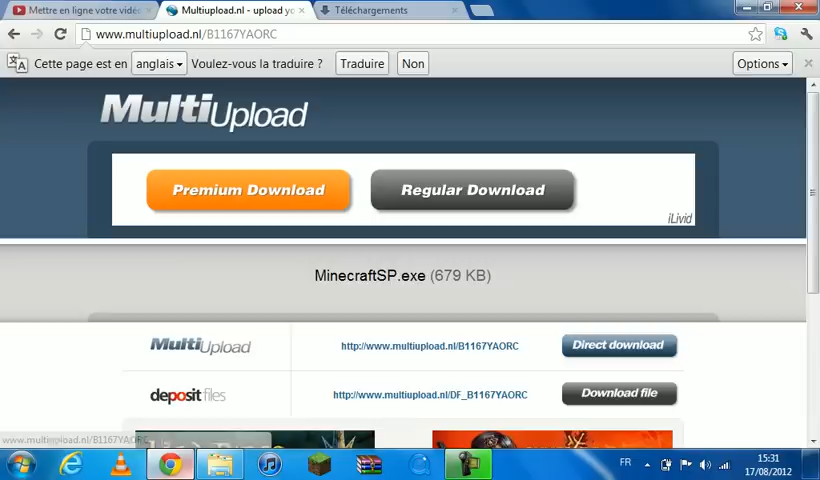 Mettre en ligne votre vidéo
Multiupload.nl - upload yo
Téléchargements
www.multiupload.nl/B1167YAORC
Cette page est en anglais Voulez-vous la traduire ? Traduire Non Options
MultiUpload
Premium Download Regular Download
iLivid
MinecraftSP.exe (679 KB)
MultiUpload http://www.multiupload.nl/B1167YAORC Direct download
deposit files http://www.multiupload.nl/DF_B1167YAORC Download file
www.multiupload.nl/B1167YAORC
FR
15:31
17/08/2012